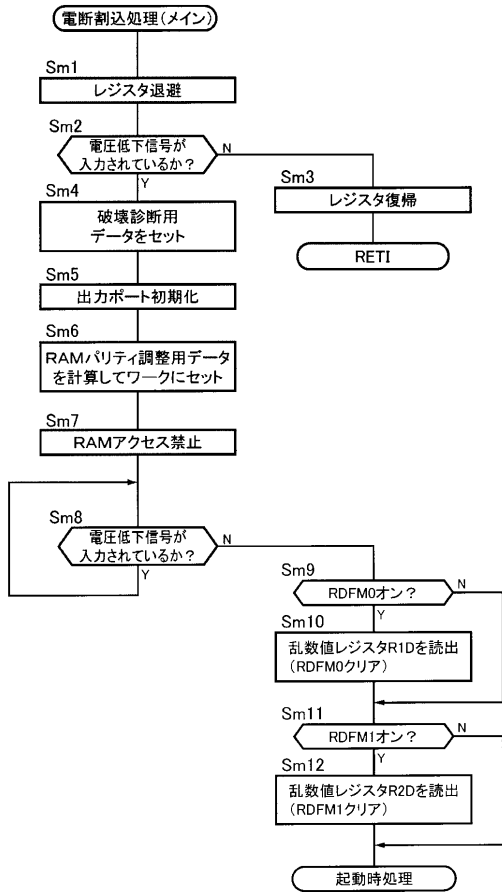 電断割込処理(メイン)
Sm1
レジスタ退避
Sm2
電圧低下信号が
入力されているか?
N
Y
Sm3
レジスタ復帰
RETI
Sm4
破壊診断用
データをセット
Sm5
出力ポート初期化
Sm6
RAMパリティ調整用データ
を計算してワークにセット
Sm7
RAMアクセス禁止
Sm8
電圧低下信号が
入力されているか?
N
Y
Sm9
RDFM0オン?
N
Y
Sm10
乱数値レジスタR1Dを読出
(RDFM0クリア)
Sm11
RDFM1オン?
N
Y
Sm12
乱数値レジスタR2Dを読出
(RDFM1クリア)
起動時処理